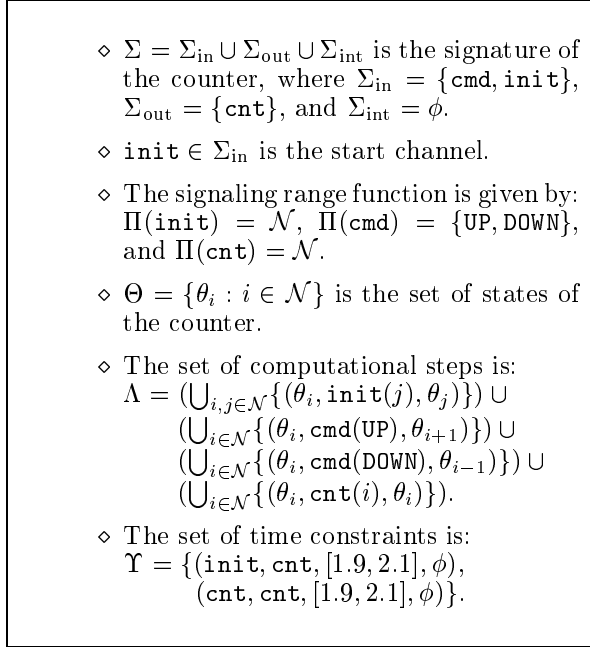 ⋄ Σ = Σin ∪ Σout ∪ Σint is the signature of
the counter, where Σin = {cmd, init},
Σout = {cnt}, and Σint = ϕ.
⋄ init ∈ Σin is the start channel.
⋄ The signaling range function is given by:
Π(init) = 𝒩, Π(cmd) = {UP, DOWN},
and Π(cnt) = 𝒩.
⋄ Θ = {θi : i ∈ 𝒩} is the set of states of
the counter.
⋄ The set of computational steps is:
Λ = (⋃i,j∈𝒩{(θi, init(j), θj)}) ∪
(⋃i∈𝒩{(θi, cmd(UP), θi+1)}) ∪
(⋃i∈𝒩{(θi, cmd(DOWN), θi−1)}) ∪
(⋃i∈𝒩{(θi, cnt(i), θi)}).
⋄ The set of time constraints is:
Υ = {(init, cnt, [1.9, 2.1], ϕ),
(cnt, cnt, [1.9, 2.1], ϕ)}.